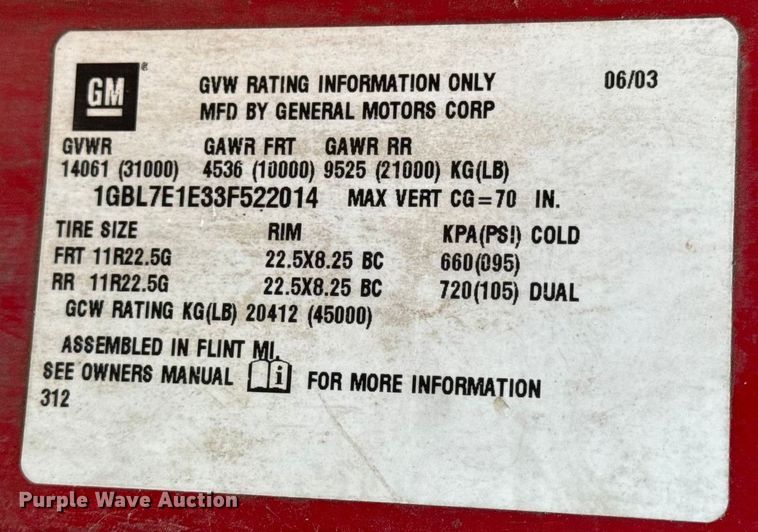 GM ®
GVW RATING INFORMATION ONLY 06/03
MFD BY GENERAL MOTORS CORP
GVWR GAWR FRT GAWR RR
14061 (31000) 4536 (10000) 9525 (21000) KG(LB)
1GBL7E1E33F522014 MAX VERT CG=70 IN.
TIRE SIZE RIM KPA(PSI) COLD
FRT 11R22.5G 22.5X8.25 BC 660(095)
RR 11R22.5G 22.5X8.25 BC 720(105) DUAL
GCW RATING KG(LB) 20412 (45000)
ASSEMBLED IN FLINT MI.
SEE OWNERS MANUAL i FOR MORE INFORMATION
312
Purple Wave Auction